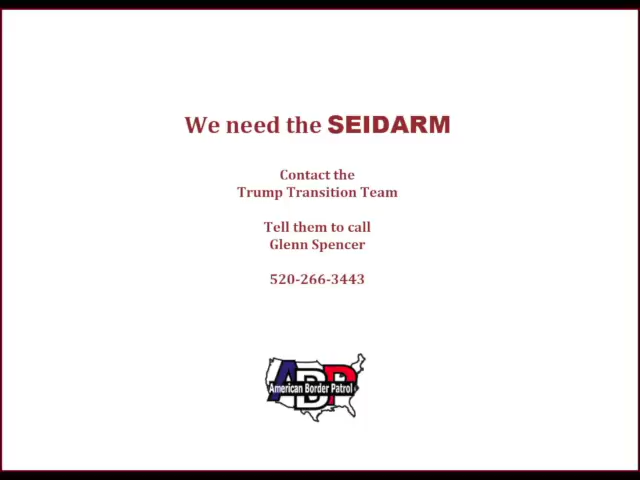 We need the SEIDARM
Contact the
Trump Transition Team
Tell them to call
Glenn Spencer
520-266-3443
ABP
American Border Patrol